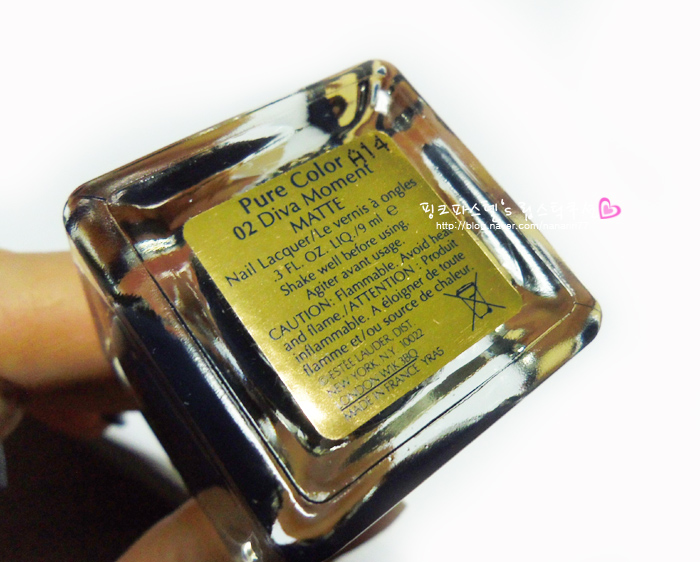 Pure Color A14
02 Diva Moment
MATTE
Nail Lacquer/Le vernis à ongles
.3 FL. OZ. LIQ/9 ml e
Shake well before using.
Agiter avant usage.
CAUTION: Flammable. Avoid heat
and flame./ATTENTION: Produit
inflammable. A éloigner de toute
flamme et/ou source de chaleur.
ESTÉE LAUDER DIST.
NEW YORK, N.Y. 10022
LONDON W1K 3BQ
MADE IN FRANCE YRA5
핑크파스텔's
http://blog.naver.com/